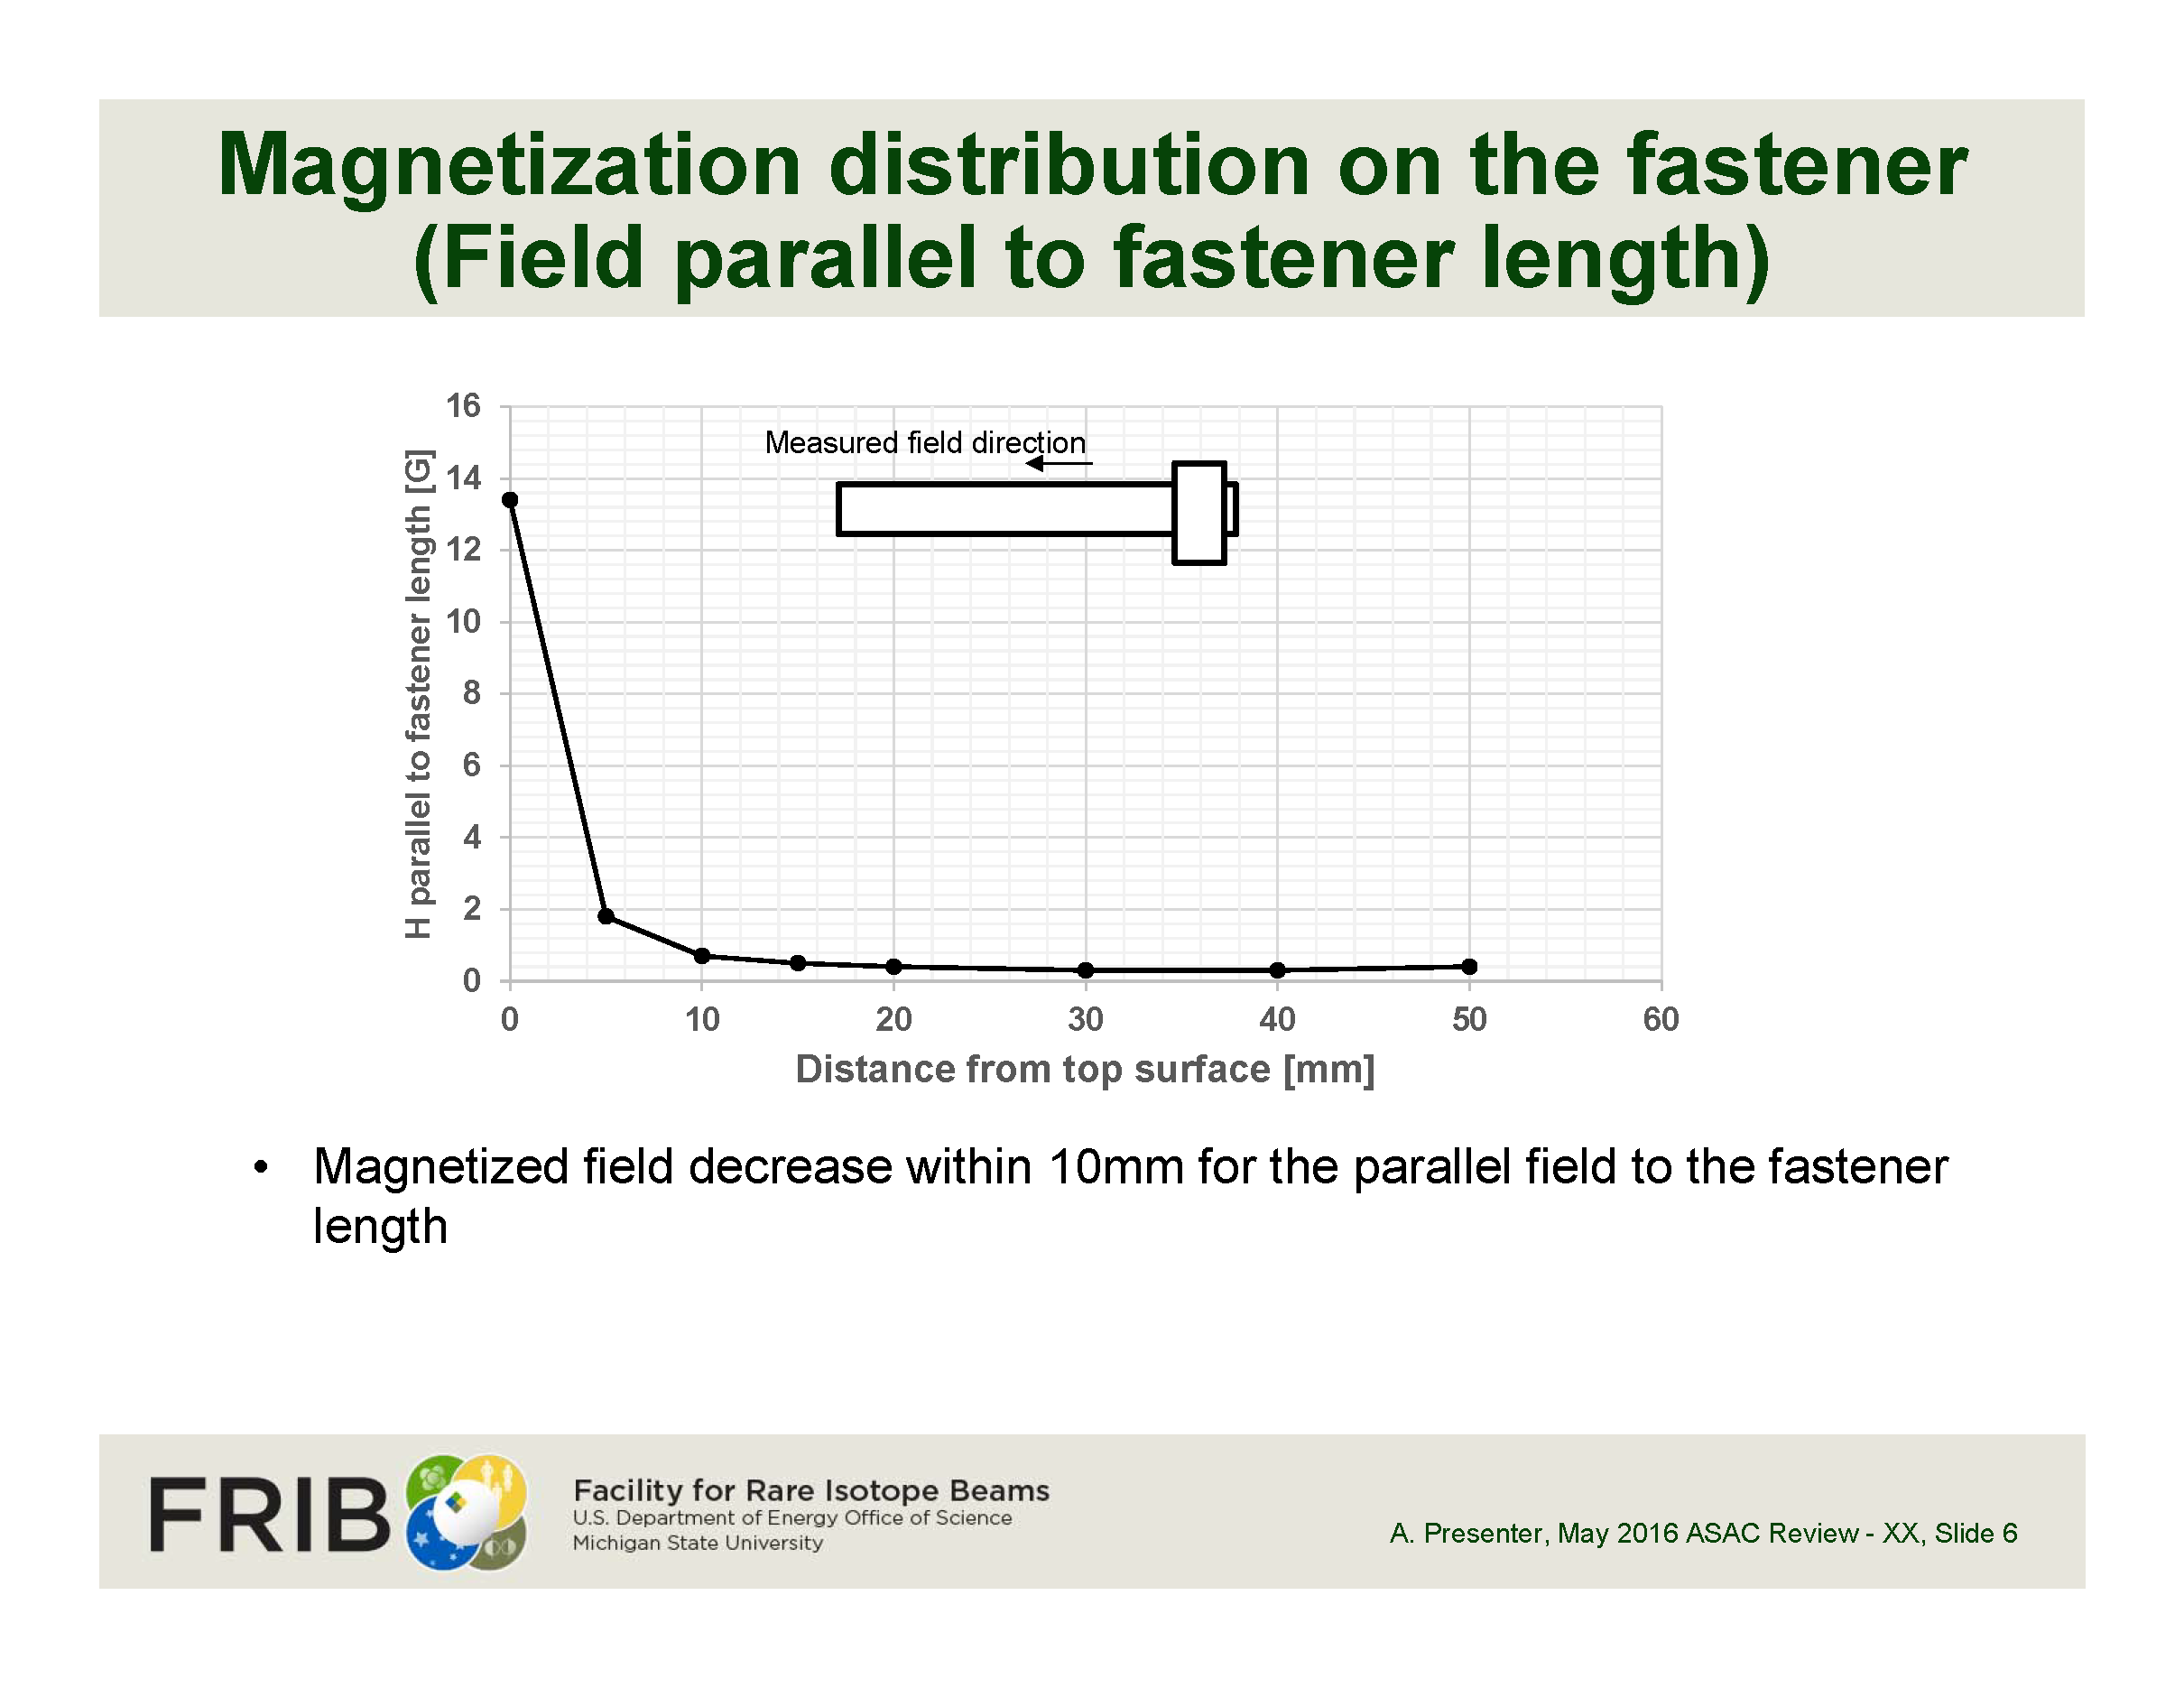 Magnetization distribution on the fastener
(Field parallel to fastener length)
16
14
12
10
8
6
4
2
0
H parallel to fastener length [G]
Measured field direction
0 10 20 30 40 50 60
Distance from top surface [mm]
• Magnetized field decrease within 10mm for the parallel field to the fastener
length
FRIB
Facility for Rare Isotope Beams
U.S. Department of Energy Office of Science
Michigan State University
A. Presenter, May 2016 ASAC Review - XX, Slide 6